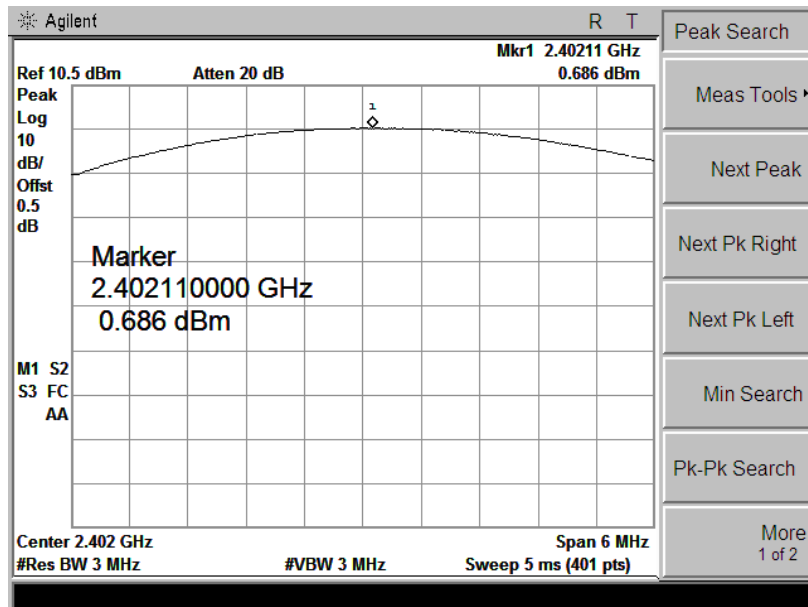 Agilent R T
Mkr1 2.40211 GHz
Ref 10.5 dBm Atten 20 dB 0.686 dBm
Peak
Log
10
dB/
Offst
0.5
dB
1
Marker
2.402110000 GHz
0.686 dBm
M1 S2
S3 FC
AA
Center 2.402 GHz Span 6 MHz
#Res BW 3 MHz #VBW 3 MHz Sweep 5 ms (401 pts)
Peak Search
Meas Tools
Next Peak
Next Pk Right
Next Pk Left
Min Search
Pk-Pk Search
More
1 of 2